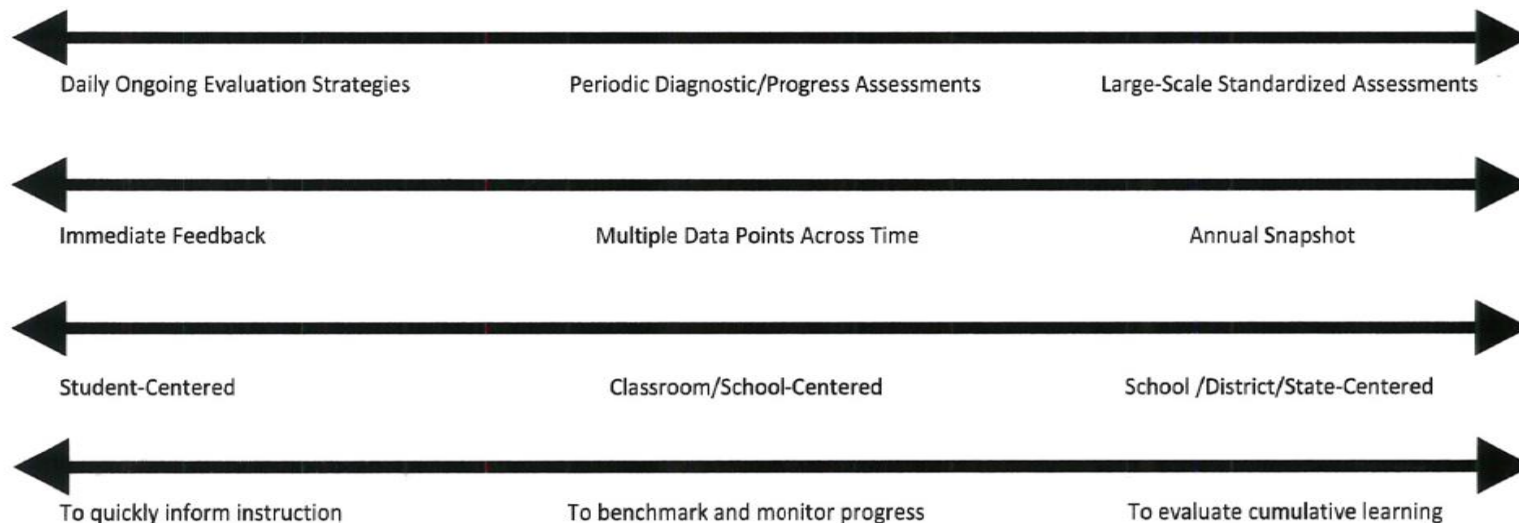 Daily Ongoing Evaluation Strategies Periodic Diagnostic/Progress Assessments Large-Scale Standardized Assessments
Immediate Feedback Multiple Data Points Across Time Annual Snapshot
Student-Centered Classroom/School-Centered School /District/State-Centered
To quickly inform instruction To benchmark and monitor progress To evaluate cumulative learning